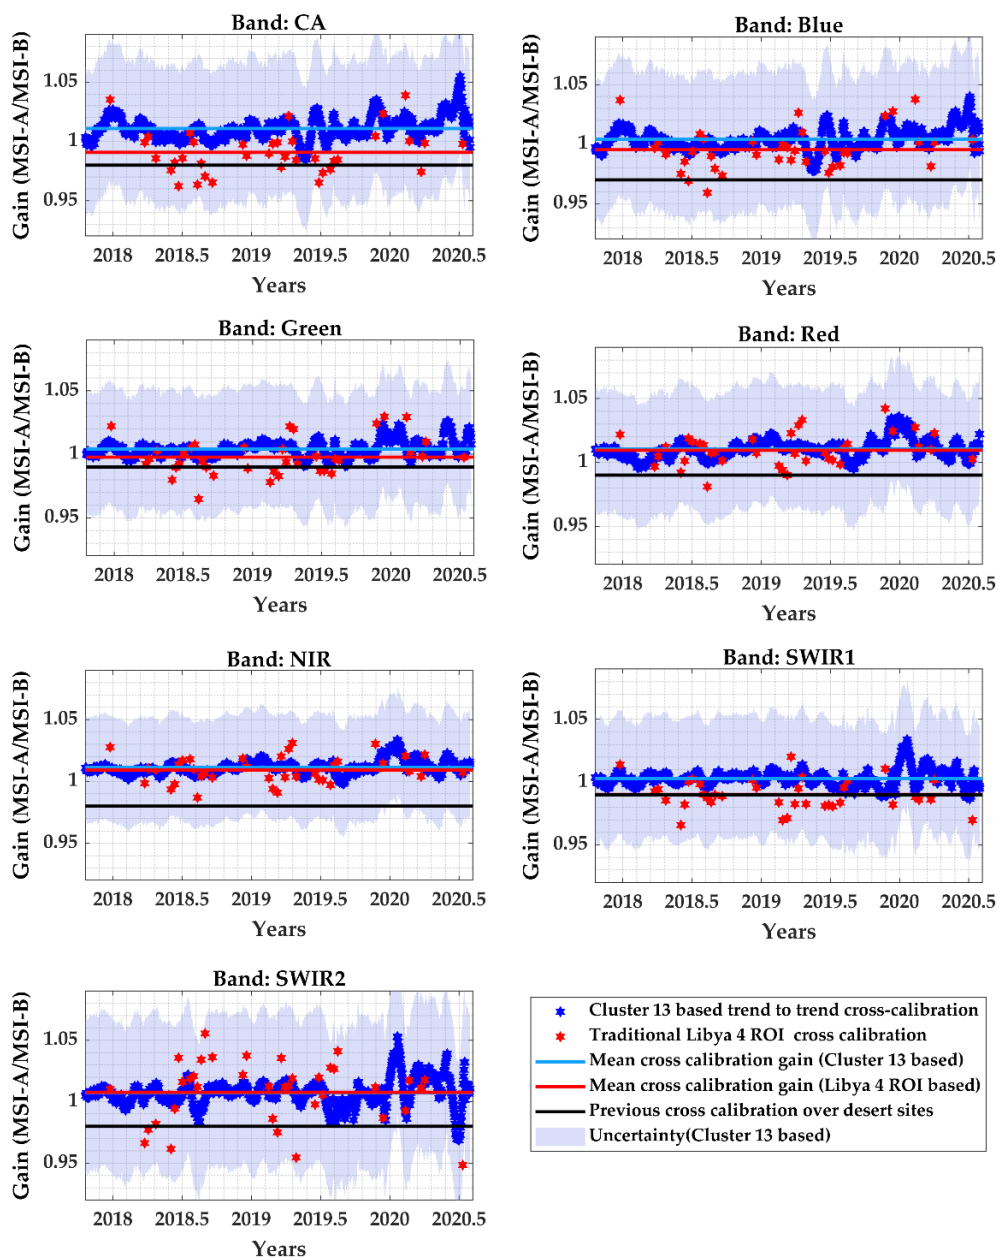 Band: CA
Gain (MSI-A/MSI-B)
1.05
1
0.95
2018 2018.5 2019 2019.5 2020 2020.5
Years
Band: Blue
Gain (MSI-A/MSI-B)
1.05
1
0.95
2018 2018.5 2019 2019.5 2020 2020.5
Years
Band: Green
Gain (MSI-A/MSI-B)
1.05
1
0.95
2018 2018.5 2019 2019.5 2020 2020.5
Years
Band: Red
Gain (MSI-A/MSI-B)
1.05
1
0.95
2018 2018.5 2019 2019.5 2020 2020.5
Years
Band: NIR
Gain (MSI-A/MSI-B)
1.05
1
0.95
2018 2018.5 2019 2019.5 2020 2020.5
Years
Band: SWIR1
Gain (MSI-A/MSI-B)
1.05
1
0.95
2018 2018.5 2019 2019.5 2020 2020.5
Years
Band: SWIR2
Gain (MSI-A/MSI-B)
1.05
1
0.95
2018 2018.5 2019 2019.5 2020 2020.5
Years
Cluster 13 based trend to trend cross-calibration
Traditional Libya 4 ROI cross calibration
Mean cross calibration gain (Cluster 13 based)
Mean cross calibration gain (Libya 4 ROI based)
Previous cross calibration over desert sites
Uncertainty(Cluster 13 based)